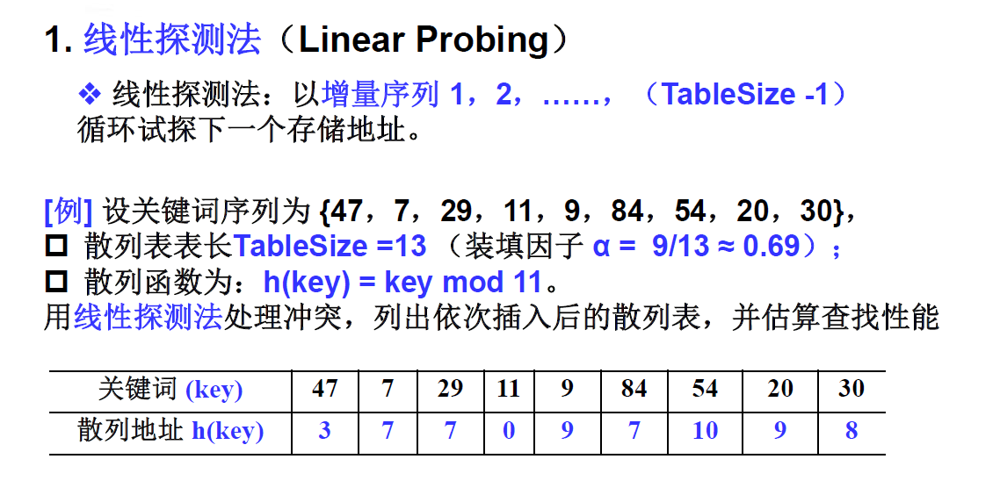 1. 线性探测法（Linear Probing）
❖ 线性探测法：以增量序列 1，2，……，（TableSize -1）
循环试探下一个存储地址。
[例] 设关键词序列为 {47，7，29，11，9，84，54，20，30}，
散列表表长TableSize =13 （装填因子 α = 9/13 ≈ 0.69）；
散列函数为：h(key) = key mod 11。
用线性探测法处理冲突，列出依次插入后的散列表，并估算查找性能
关键词 (key) 47 7 29 11 9 84 54 20 30
散列地址 h(key) 3 7 7 0 9 7 10 9 8